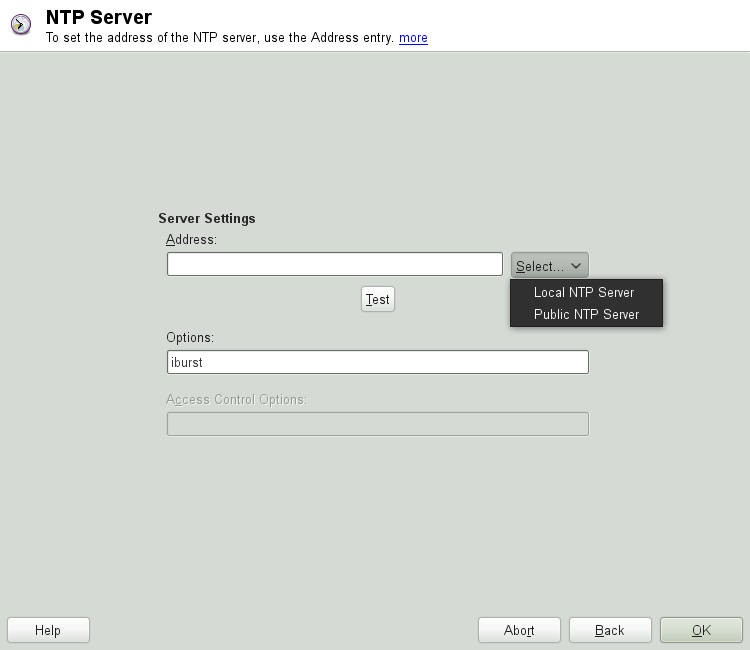 NTP Server
To set the address of the NTP server, use the Address entry. more
Server Settings
Address:
Select...
Local NTP Server
Public NTP Server
Test
Options:
iburst
Access Control Options:
Help
Abort
Back
OK